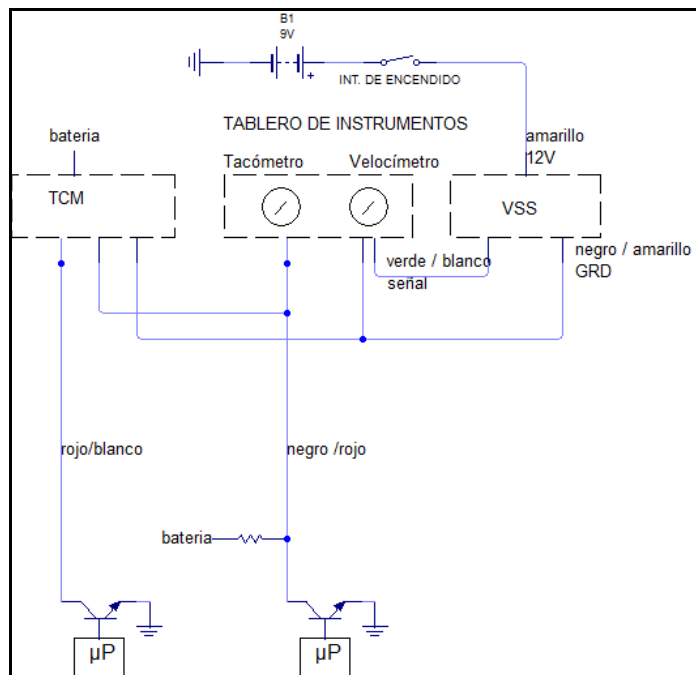 B1
9V
+
INT. DE ENCENDIDO
TABLERO DE INSTRUMENTOS
bateria
amarillo
12V
Tacómetro
Velocímetro
TCM
VSS
verde / blanco
señal
negro / amarillo
GRD
rojo/blanco
negro /rojo
bateria
µP
µP